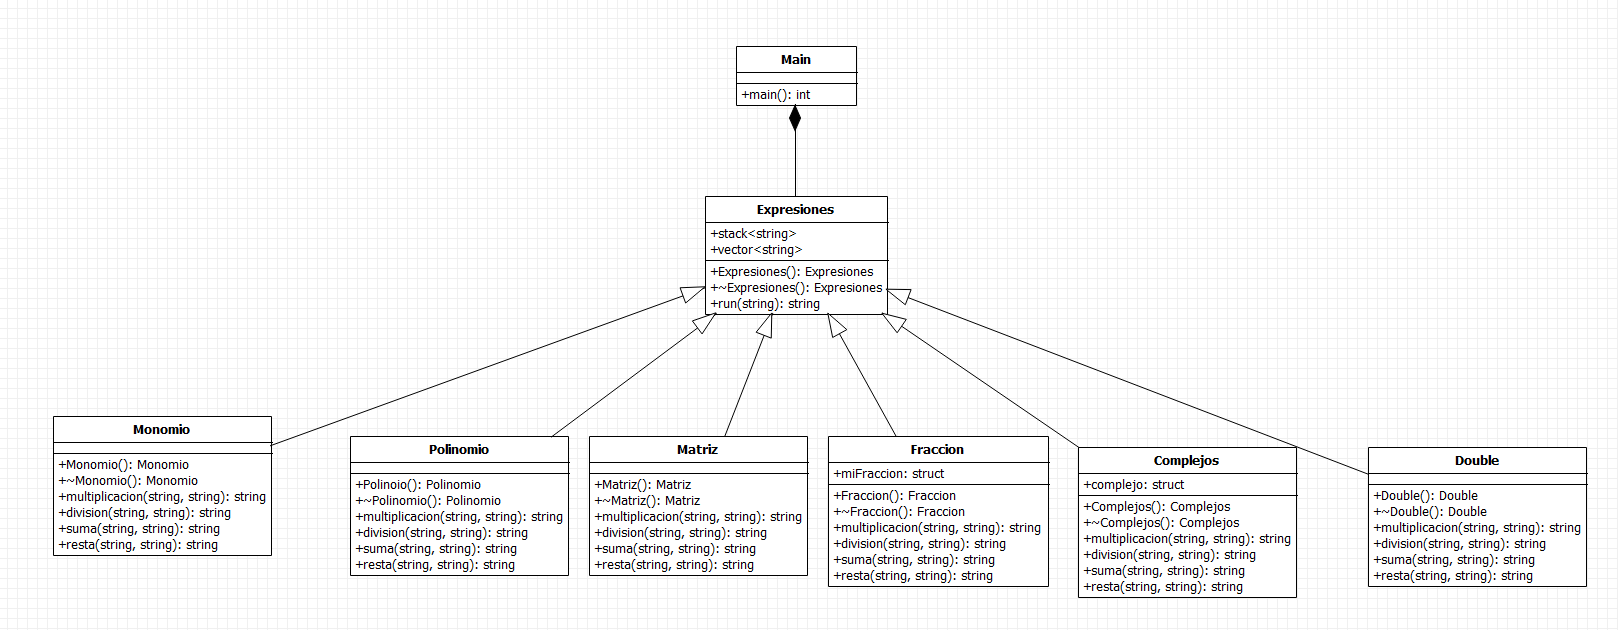 Main
+main(): int
Expresiones
+stack<string>
+vector<string>
+Expresiones(): Expresiones
+~Expresiones(): Expresiones
+run(string): string
Monomio
+Monomio(): Monomio
+~Monomio(): Monomio
+multiplicacion(string, string): string
+division(string, string): string
+suma(string, string): string
+resta(string, string): string
Polinomio
+Polinoio(): Polinomio
+~Polinomio(): Polinomio
+multiplicacion(string, string): string
+division(string, string): string
+suma(string, string): string
+resta(string, string): string
Matriz
+Matriz(): Matriz
+~Matriz(): Matriz
+multiplicacion(string, string): string
+division(string, string): string
+suma(string, string): string
+resta(string, string): string
Fraccion
+miFraccion: struct
+Fraccion(): Fraccion
+~Fraccion(): Fraccion
+multiplicacion(string, string): string
+division(string, string): string
+suma(string, string): string
+resta(string, string): string
Complejos
+complejo: struct
+Complejos(): Complejos
+~Complejos(): Complejos
+multiplicacion(string, string): string
+division(string, string): string
+suma(string, string): string
+resta(string, string): string
Double
+Double(): Double
+~Double(): Double
+multiplicacion(string, string): string
+division(string, string): string
+suma(string, string): string
+resta(string, string): string